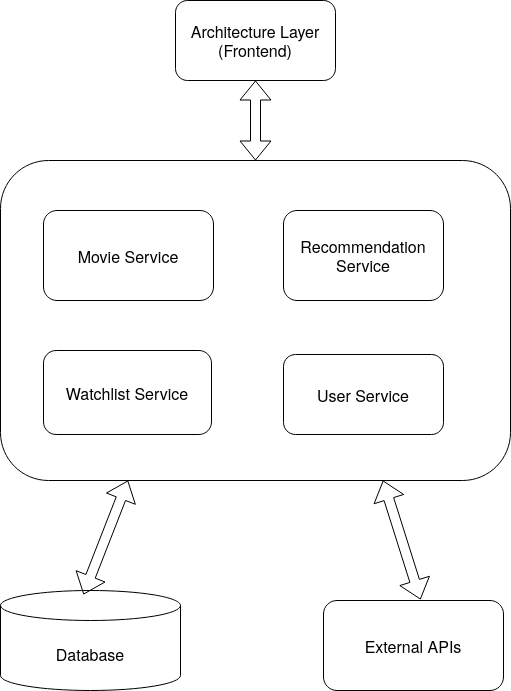 Architecture Layer
(Frontend)
Movie Service
Recommendation
Service
Watchlist Service
User Service
Database
External APIs